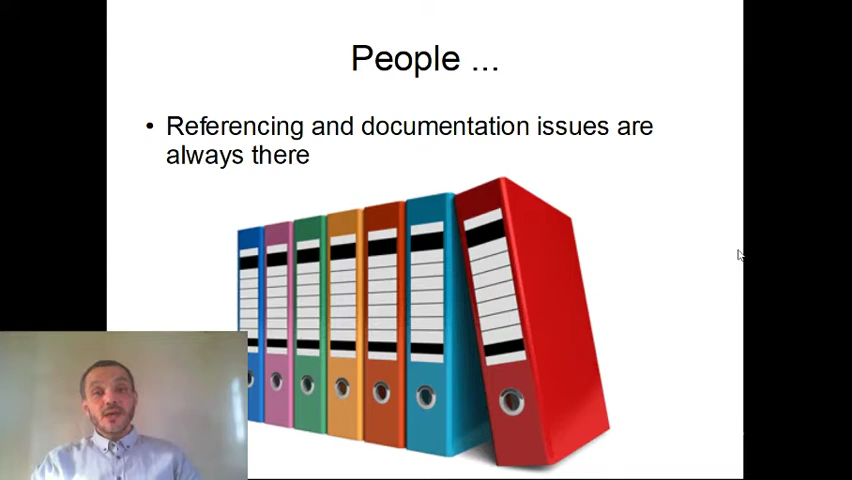 People ...
• Referencing and documentation issues are
always there